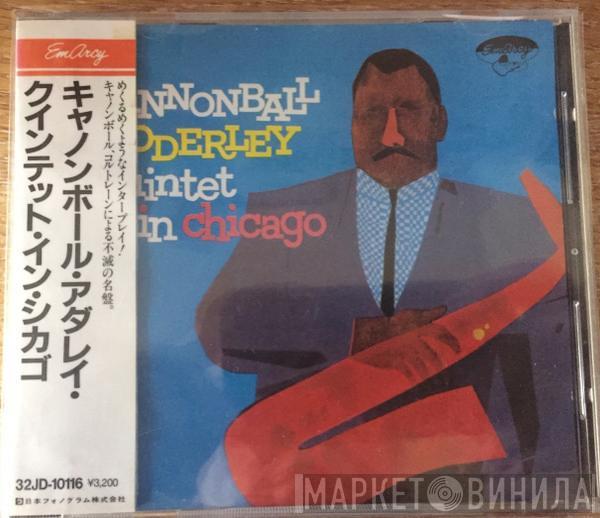 EmArcy
キャノンボール・アダレイ・
クインテット・イン・シカゴ
めくるめくようなインタープレイ!
キャノンボール、コルトレーンによる不滅の名盤。
32JD-10116 ¥3,200
日本フォノグラム株式会社
NNONBALL
DDERLEY
uintet
in chicago
EmArcy
МАРКЕТ ВИНИЛА